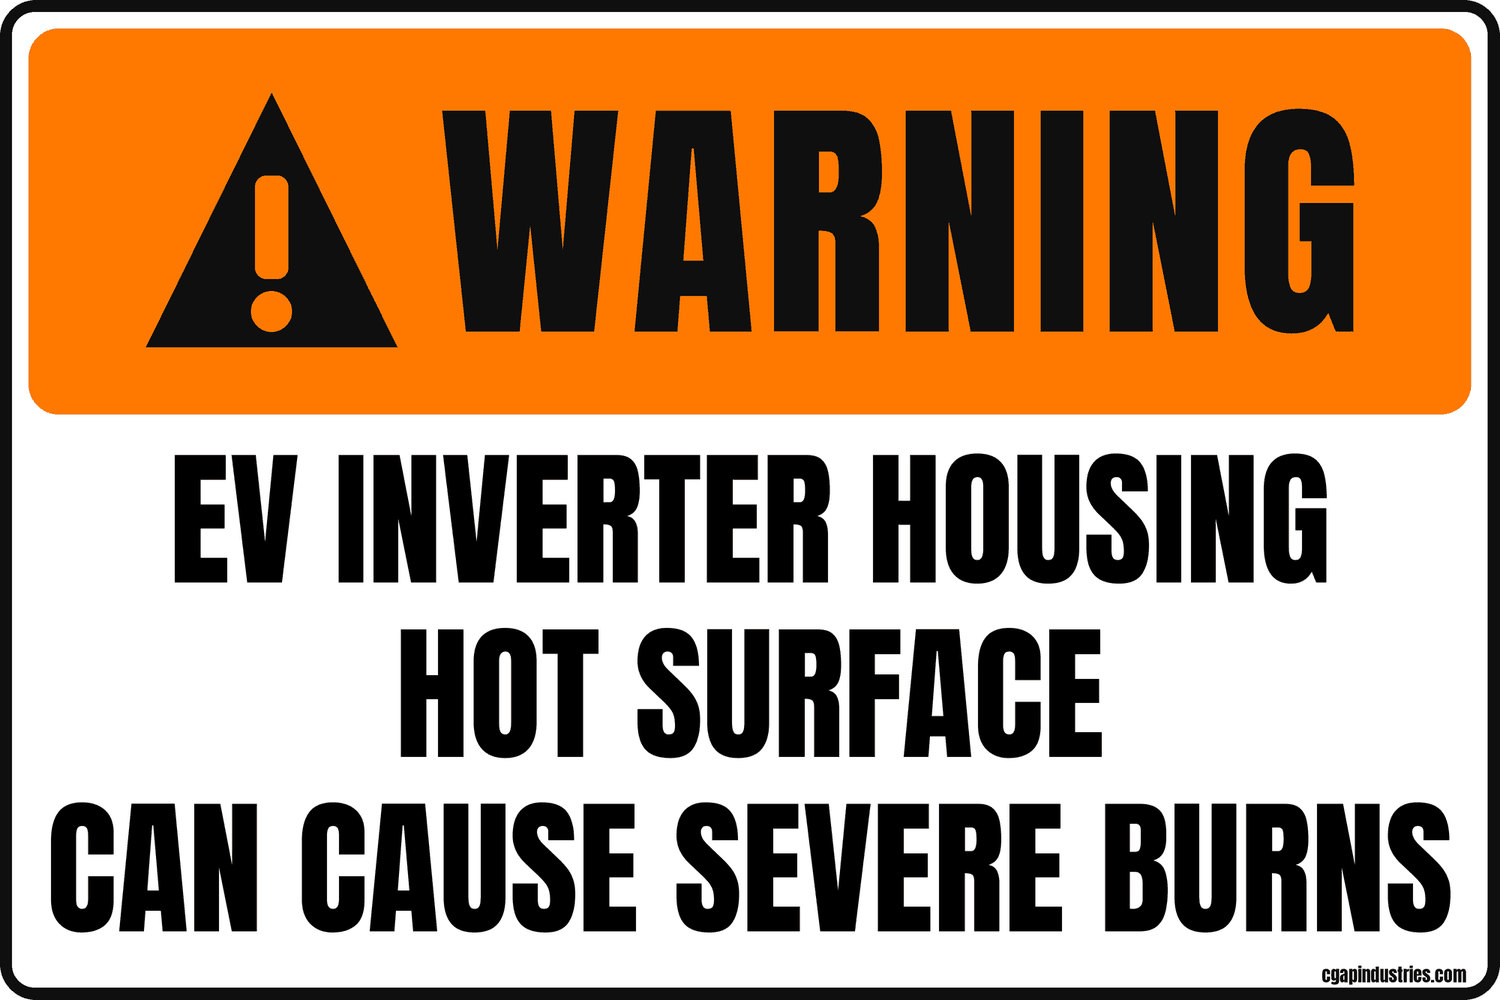 WARNING
EV INVERTER HOUSING
HOT SURFACE
CAN CAUSE SEVERE BURNS
cgapindustries.com